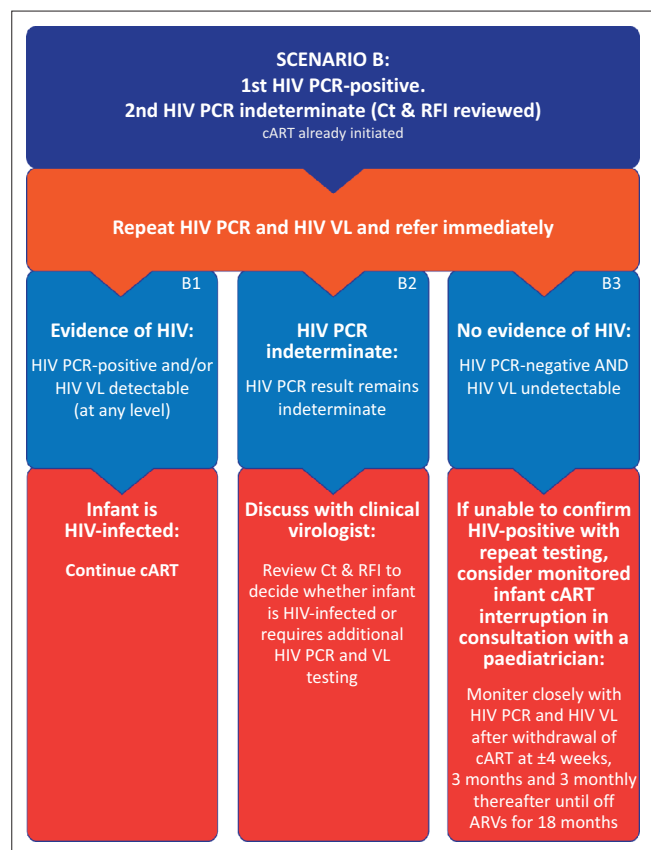 SCENARIO B:
1st HIV PCR-positive.
2nd HIV PCR indeterminate (Ct & RFI reviewed)
cART already initiated
Repeat HIV PCR and HIV VL and refer immediately
B1
Evidence of HIV:
HIV PCR-positive and/or
HIV VL detectable
(at any level)
Infant is
HIV-infected:
Continue cART
B2
HIV PCR
indeterminate:
HIV PCR result remains
indeterminate
Discuss with clinical
virologist:
Review Ct & RFI to
decide whether infant
is HIV-infected or
requires additional
HIV PCR and VL
testing
B3
No evidence of HIV:
HIV PCR-negative AND
HIV VL undetectable
If unable to confirm
HIV-positive with
repeat testing,
consider monitored
infant cART
interruption in
consultation with a
paediatrician:
Moniter closely with
HIV PCR and HIV VL
after withdrawal of
cART at ±4 weeks,
3 months and 3 monthly
thereafter until off
ARVs for 18 months